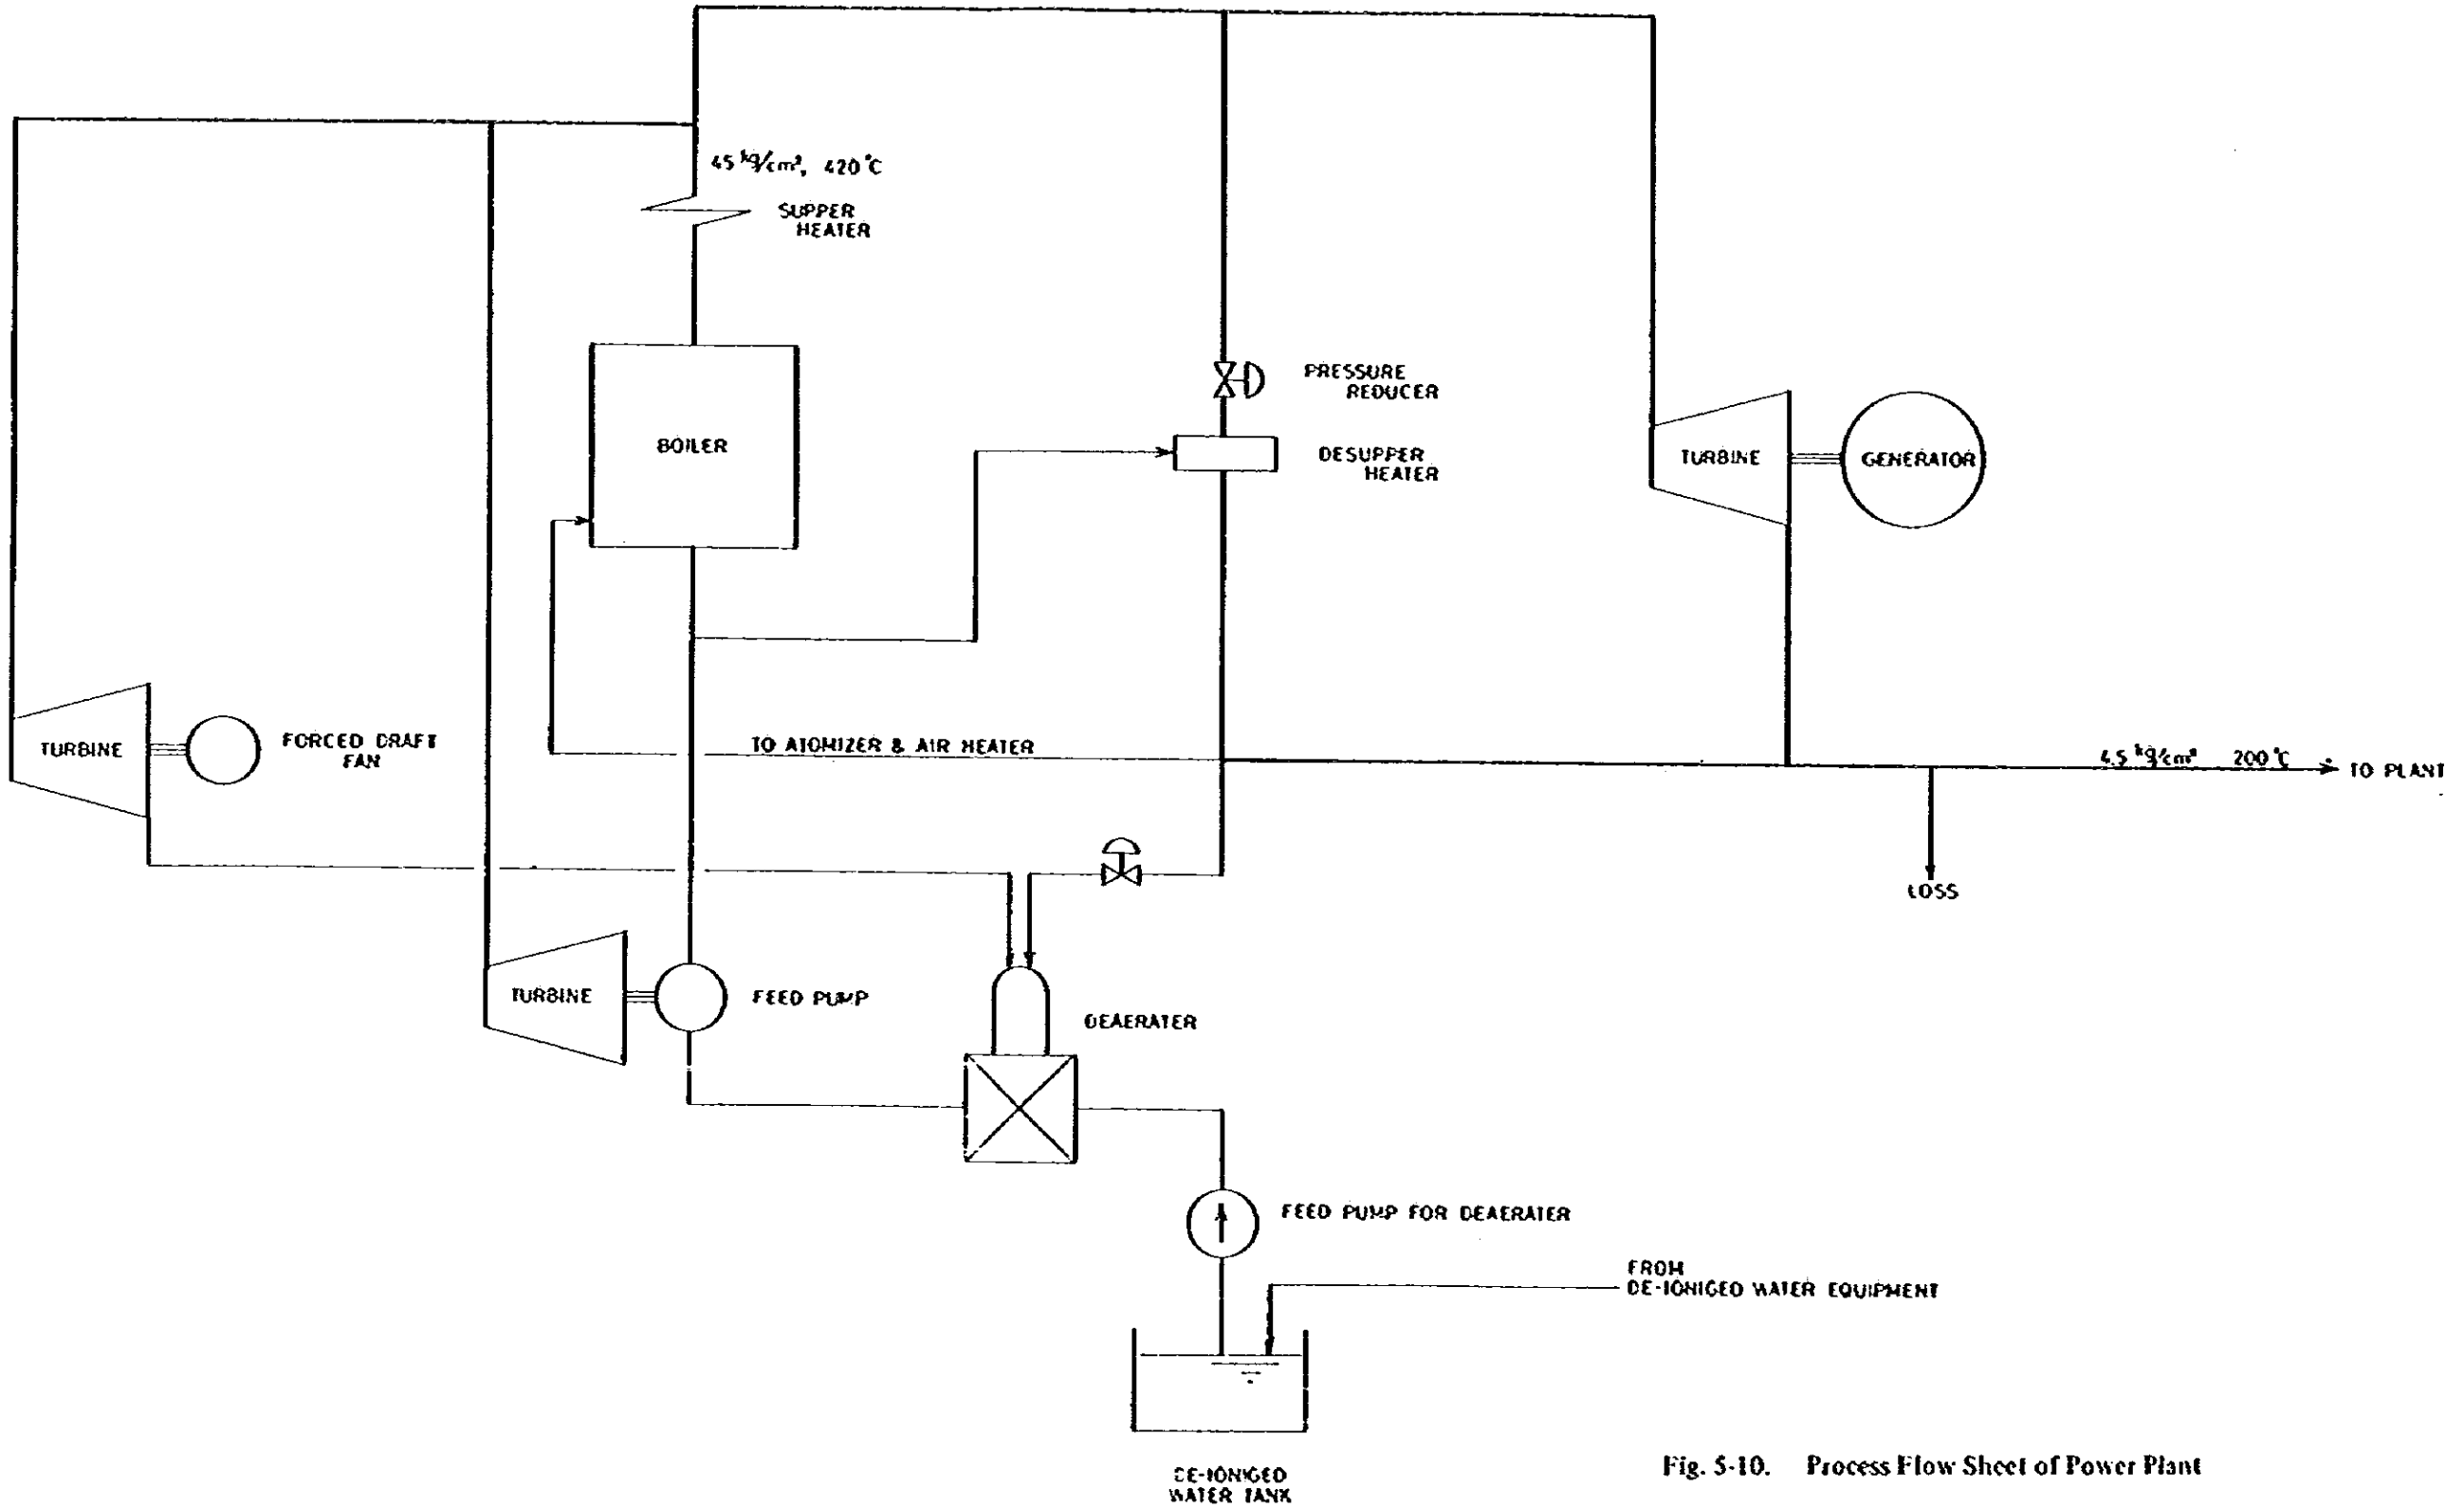 45 kg/cm², 420°C
SUPPER
HEATER
PRESSURE
REDUCER
BOILER
DESUPPER
HEATER
TURBINE
GENERATOR
TURBINE
FORCED DRAFT
FAN
TO ATOMIZER & AIR HEATER
4.5 kg/cm² 200°C
TO PLANT
LOSS
TURBINE
FEED PUMP
DEAERATER
FEED PUMP FOR DEAERATER
FROM
DE-IONIGED WATER EQUIPMENT
DE-IONIGED
WATER TANK
Fig. 5-10. Process Flow Sheet of Power Plant